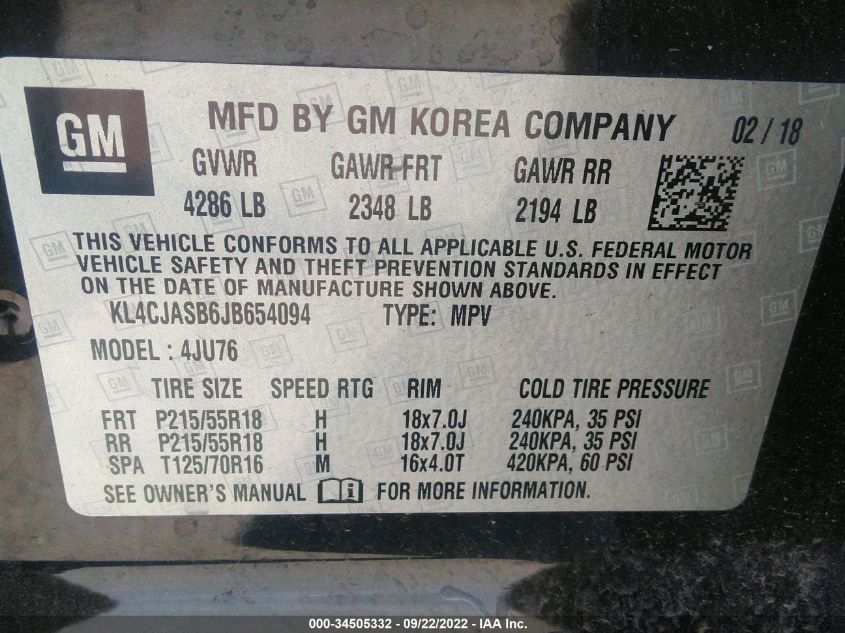 GM
MFD BY GM KOREA COMPANY 02 / 18
GVWR GAWR FRT GAWR RR
4286 LB 2348 LB 2194 LB
THIS VEHICLE CONFORMS TO ALL APPLICABLE U.S. FEDERAL MOTOR
VEHICLE SAFETY AND THEFT PREVENTION STANDARDS IN EFFECT
ON THE DATE OF MANUFACTURE SHOWN ABOVE.
KL4CJASB6JB654094 TYPE: MPV
MODEL : 4JU76
TIRE SIZE SPEED RTG RIM COLD TIRE PRESSURE
FRT P215/55R18 H 18x7.0J 240KPA, 35 PSI
RR P215/55R18 H 18x7.0J 240KPA, 35 PSI
SPA T125/70R16 M 16x4.0T 420KPA, 60 PSI
SEE OWNER'S MANUAL i FOR MORE INFORMATION.
000-34505332 - 09/22/2022 - IAA Inc.